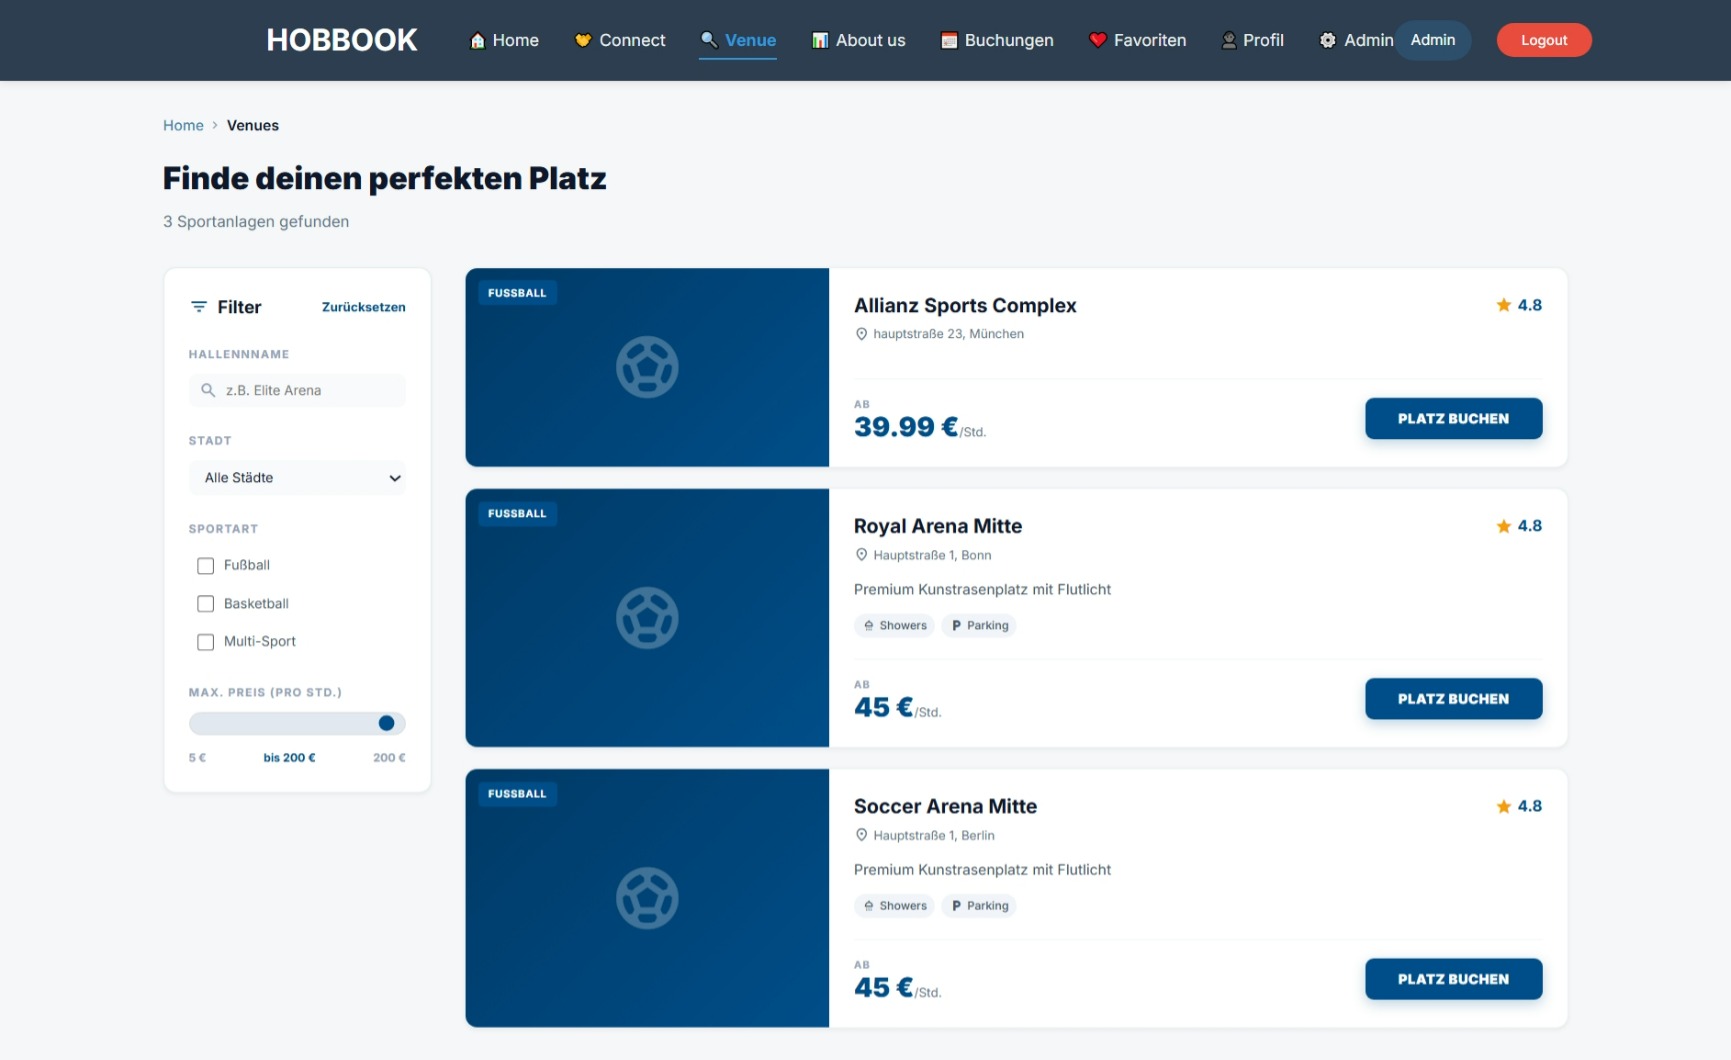 HOBBOOK Home Connect Venue About us Buchungen Favoriten Profil Admin Admin Logout
Home › Venues
Finde deinen perfekten Platz
3 Sportanlagen gefunden
Filter Zurücksetzen
HALLENNNAME
z.B. Elite Arena
STADT
Alle Städte
SPORTART
Fußball
Basketball
Multi-Sport
MAX. PREIS (PRO STD.)
5 € bis 200 € 200 €
FUSSBALL
Allianz Sports Complex 4.8
hauptstraße 23, München
AB
39.99 €/Std.
PLATZ BUCHEN
FUSSBALL
Royal Arena Mitte 4.8
Hauptstraße 1, Bonn
Premium Kunstrasenplatz mit Flutlicht
Showers P Parking
AB
45 €/Std.
PLATZ BUCHEN
FUSSBALL
Soccer Arena Mitte 4.8
Hauptstraße 1, Berlin
Premium Kunstrasenplatz mit Flutlicht
Showers P Parking
AB
45 €/Std.
PLATZ BUCHEN